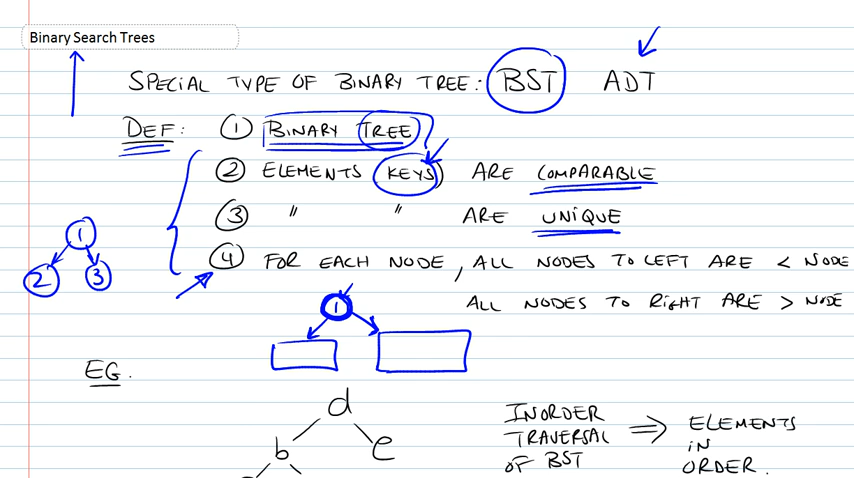 Binary Search Trees
SPECIAL TYPE OF BINARY TREE: BST ADT
DEF: ① BINARY TREE
② ELEMENTS (KEYS) ARE COMPARABLE
③ " " ARE UNIQUE
④ FOR EACH NODE, ALL NODES TO LEFT ARE < NODE
ALL NODES TO RIGHT ARE > NODE
1
2 3
1
EG.
d
b e
INORDER TRAVERSAL OF BST ⇒ ELEMENTS IN ORDER.